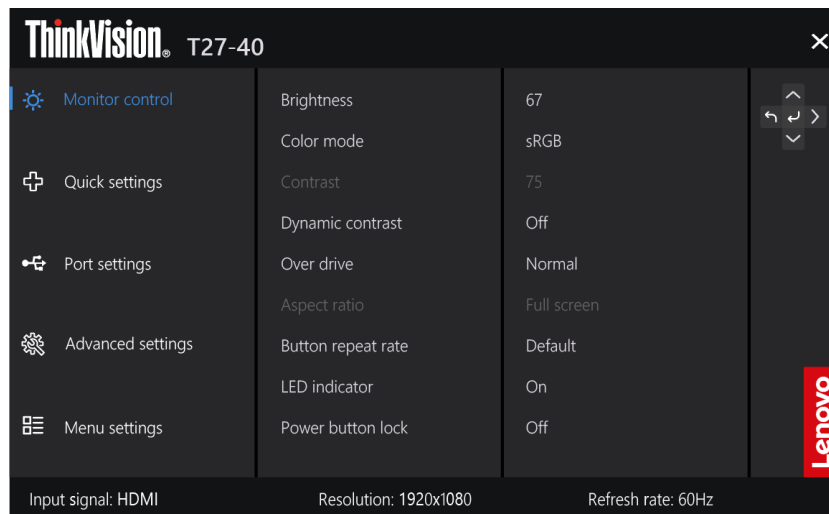 ThinkVision® T27-40
Monitor control
Quick settings
Port settings
Advanced settings
Menu settings
Brightness 67
Color mode sRGB
Contrast 75
Dynamic contrast Off
Over drive Normal
Aspect ratio Full screen
Button repeat rate Default
LED indicator On
Power button lock Off
Lenovo
Input signal: HDMI Resolution: 1920x1080 Refresh rate: 60Hz